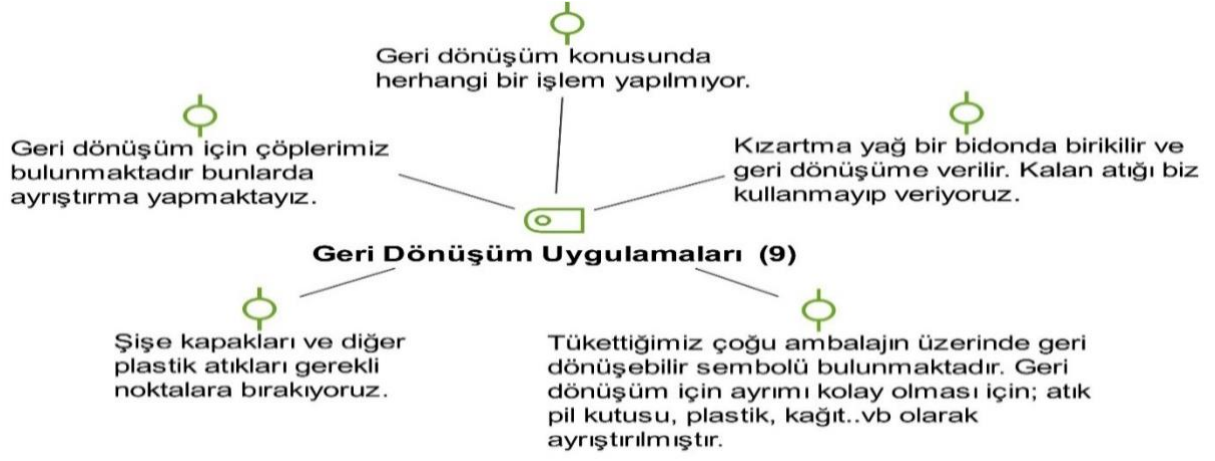 Geri dönüşüm konusunda
herhangi bir işlem yapılmıyor.
Geri dönüşüm için çöplerimiz
bulunmaktadır bunlarda
ayrıştırma yapmaktayız.
Kızartma yağ bir bidonda birikilir ve
geri dönüşüme verilir. Kalan atığı biz
kullanmayıp veriyoruz.
Geri Dönüşüm Uygulamaları (9)
Şişe kapakları ve diğer
plastik atıkları gerekli
noktalara bırakıyoruz.
Tükettiğimiz çoğu ambalajın üzerinde geri
dönüşebilir sembolü bulunmaktadır. Geri
dönüşüm için ayrımı kolay olması için; atık
pil kutusu, plastik, kağıt..vb olarak
ayrıştırılmıştır.